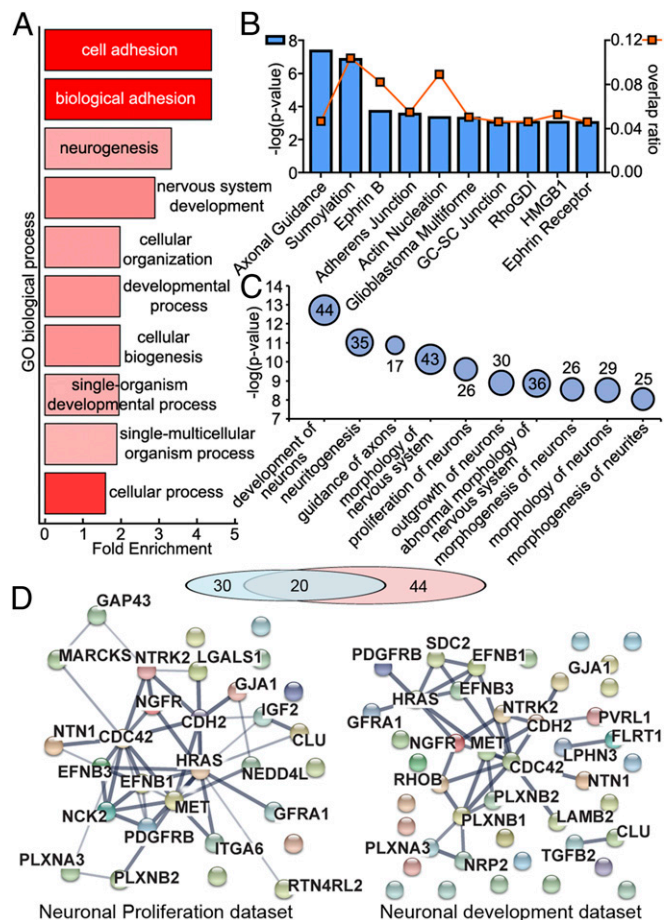 A
GO biological process
cell adhesion
biological adhesion
neurogenesis
nervous system
development
cellular
organization
developmental
process
cellular
biogenesis
single-organism
developmental process
single-multicellular
organism process
cellular process
0 1 2 3 4 5
Fold Enrichment
B
-log(p-value)
8
6
4
2
0
0.12
0.08
0.04
0.00
overlap ratio
Axonal Guidance
Sumoylation
Ephrin B
Adherens Junction
Actin Nucleation
Glioblastoma Multiforme
GC-SC Junction
RhoGDI
HMGB1
Ephrin Receptor
C
-log(p-value)
14
13
12
11
10
9
8
7
44
35
17
43
26
30
36
26
29
25
development of
neurons
neuritogenesis
guidance of axons
morphology of
nervous system
proliferation of neurons
outgrowth of neurons
abnormal morphology of
nervous system
morphogenesis of neurons
morphology of neurons
morphogenesis of neurites
30 20 44
D
GAP43
MARCKS
NTRK2
LGALS1
NGFR
GJA1
CDH2
IGF2
NTN1
CDC42
CLU
HRAS
EFNB3
EFNB1
NEDD4L
NCK2
MET
GFRA1
PDGFRB
ITGA6
PLXNA3
PLXNB2
RTN4RL2
Neuronal Proliferation dataset
SDC2
PDGFRB
EFNB1
GJA1
HRAS
EFNB3
NTRK2
GFRA1
CDH2
PVRL1
NGFR
MET
FLRT1
LPHN3
CDC42
RHOB
NTN1
PLXNB2
PLXNB1
LAMB2
PLXNA3
CLU
NRP2
TGFB2
Neuronal development dataset